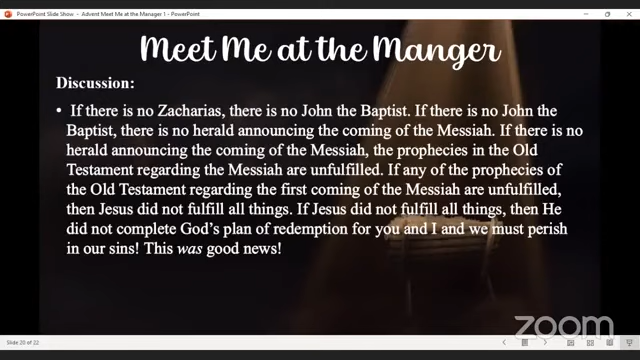 PowerPoint Slide Show - Advent Meet Me at the Manager 1 - PowerPoint
Meet Me at the Manger
Discussion:
• If there is no Zacharias, there is no John the Baptist. If there is no John the
Baptist, there is no herald announcing the coming of the Messiah. If there is no
herald announcing the coming of the Messiah, the prophecies in the Old
Testament regarding the Messiah are unfulfilled. If any of the prophecies of
the Old Testament regarding the first coming of the Messiah are unfulfilled,
then Jesus did not fulfill all things. If Jesus did not fulfill all things, then He
did not complete God's plan of redemption for you and I and we must perish
in our sins! This was good news!
zoom
Slide 20 of 22